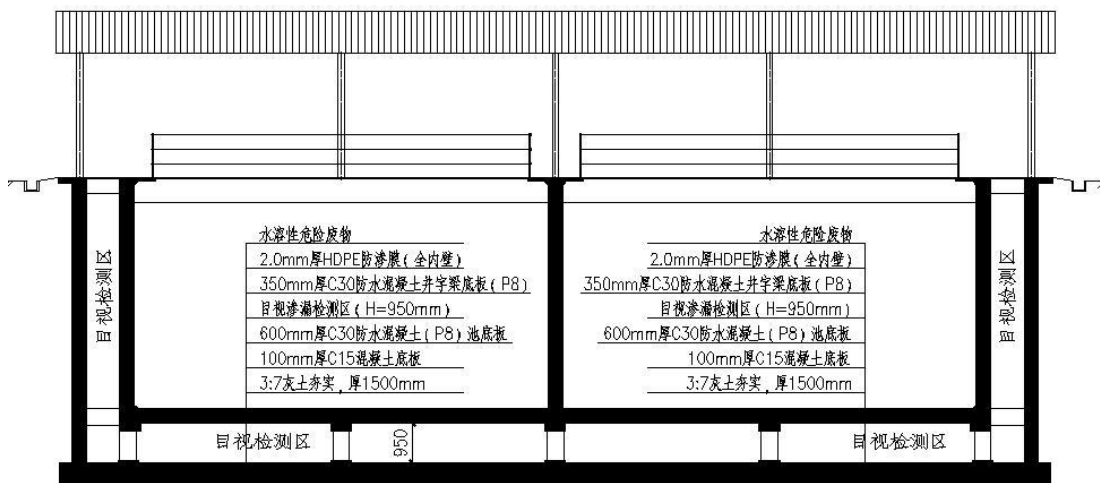 水溶性危险废物
2.0mm厚HDPE防渗膜(全内壁)
350mm厚C30防水混凝土井字梁底板(P8)
目视渗漏检测区(H=950mm)
600mm厚C30防水混凝土(P8)池底板
100mm厚C15混凝土底板
3:7灰土夯实,厚1500mm
水溶性危险废物
2.0mm厚HDPE防渗膜(全内壁)
350mm厚C30防水混凝土井字梁底板(P8)
目视渗漏检测区(H=950mm)
600mm厚C30防水混凝土(P8)池底板
100mm厚C15混凝土底板
3:7灰土夯实,厚1500mm
目视检测区
目视检测区
目视检测区
950
目视检测区